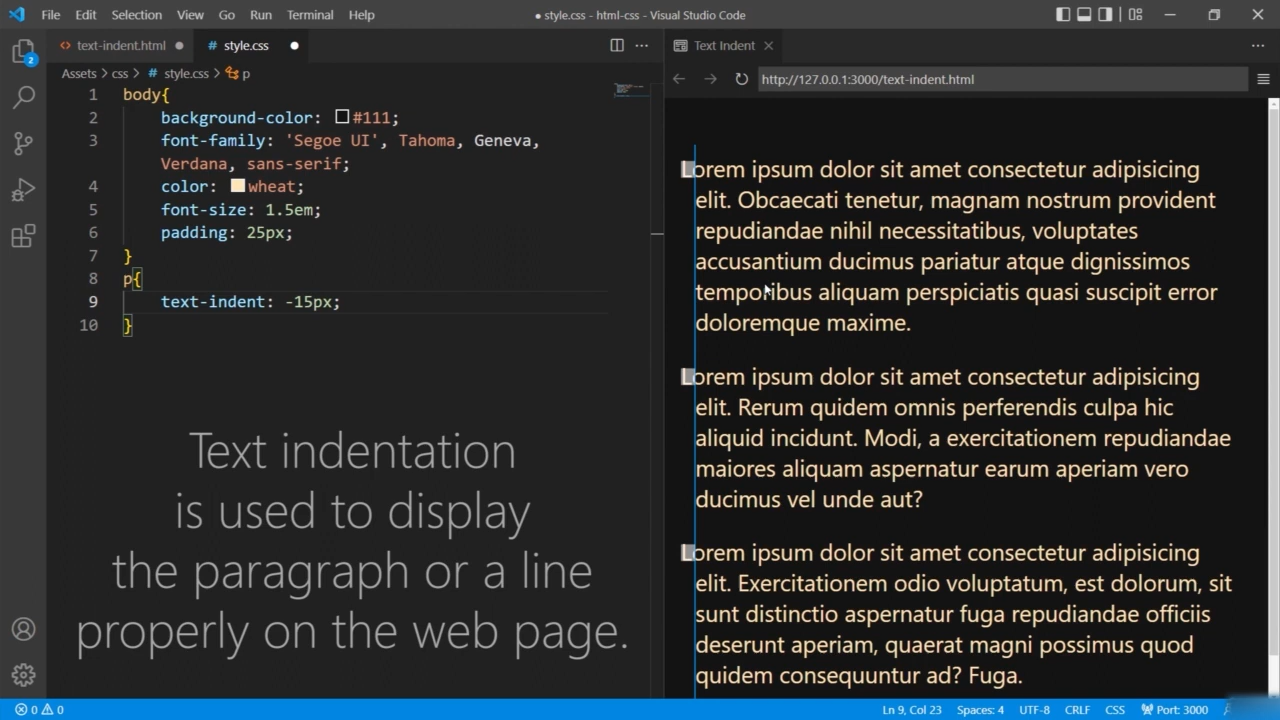 File Edit Selection View Go Run Terminal Help
● style.css - html-css - Visual Studio Code
text-indent.html ●
# style.css ●
Assets > css > # style.css > p
1 body{
2 background-color: #111;
3 font-family: 'Segoe UI', Tahoma, Geneva,
Verdana, sans-serif;
4 color: wheat;
5 font-size: 1.5em;
6 padding: 25px;
7 }
8 p{
9 text-indent: -15px;
10 }
Text indentation
is used to display
the paragraph or a line
properly on the web page.
Text Indent
http://127.0.0.1:3000/text-indent.html
Lorem ipsum dolor sit amet consectetur adipisicing
elit. Obcaecati tenetur, magnam nostrum provident
repudiandae nihil necessitatibus, voluptates
accusantium ducimus pariatur atque dignissimos
temporibus aliquam perspiciatis quasi suscipit error
doloremque maxime.
Lorem ipsum dolor sit amet consectetur adipisicing
elit. Rerum quidem omnis perferendis culpa hic
aliquid incidunt. Modi, a exercitationem repudiandae
maiores aliquam aspernatur earum aperiam vero
ducimus vel unde aut?
Lorem ipsum dolor sit amet consectetur adipisicing
elit. Exercitationem odio voluptatum, est dolorum, sit
sunt distinctio aspernatur fuga repudiandae officiis
deserunt aperiam, quaerat magni possimus quod
quidem consequuntur ad? Fuga.
2
0 0
Ln 9, Col 23 Spaces: 4 UTF-8 CRLF CSS Port: 3000